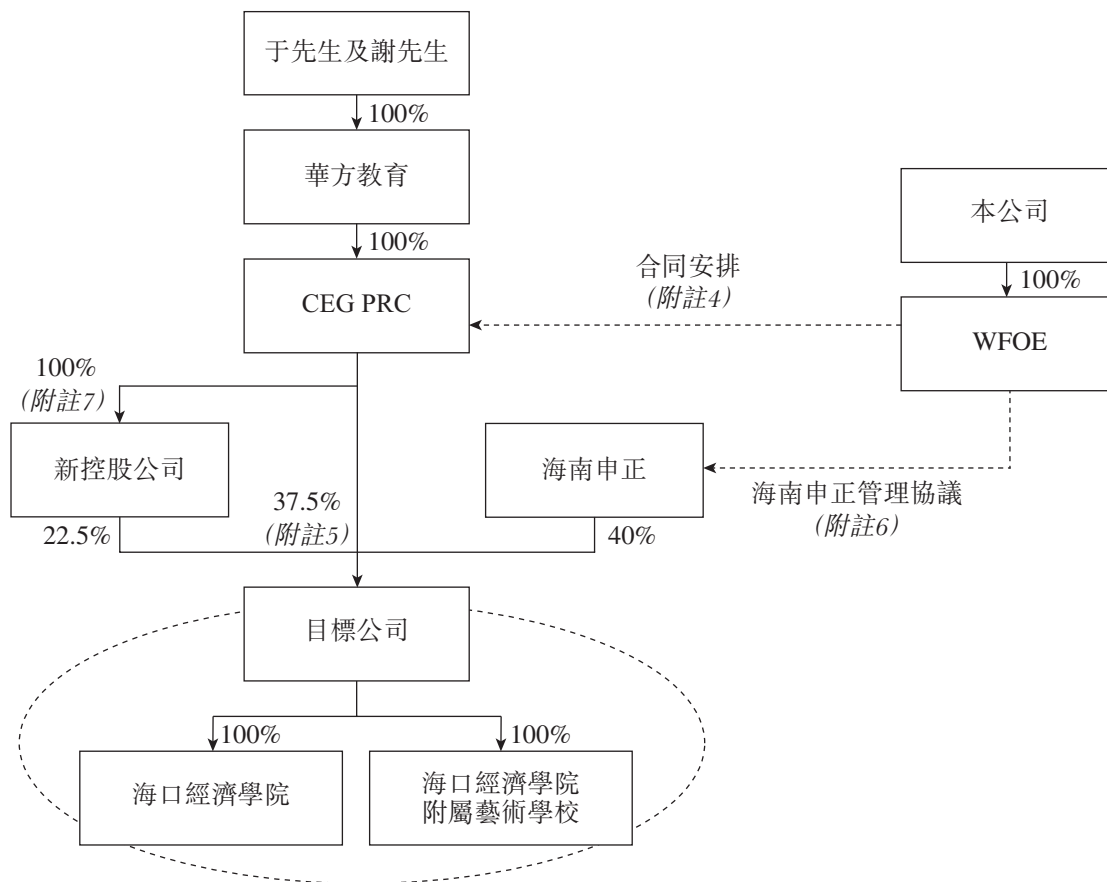 于先生及謝先生
100%
華方教育
本公司
100%
合同安排
(附註4)
100%
CEG PRC
WFOE
100%
(附註7)
新控股公司
海南申正
37.5%
(附註5)
海南申正管理協議
(附註6)
22.5%
40%
目標公司
100%
100%
海口經濟學院
海口經濟學院
附屬藝術學校